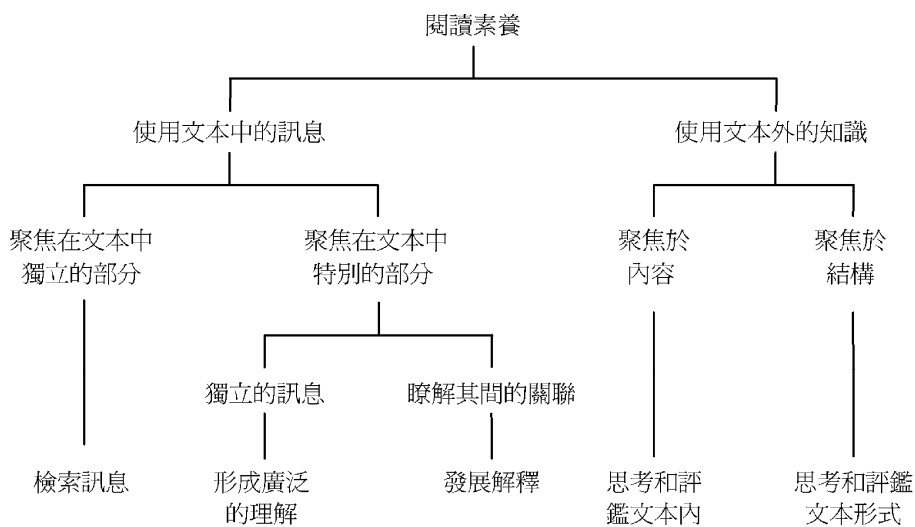 閱讀素養
使用文本中的訊息
使用文本外的知識
聚焦在文本中
獨立的部分
聚焦在文本中
特別的部分
聚焦於
內容
聚焦於
結構
獨立的訊息
瞭解其間的關聯
檢索訊息
形成廣泛
的理解
發展解釋
思考和評
鑑文本內
思考和評鑑
文本形式